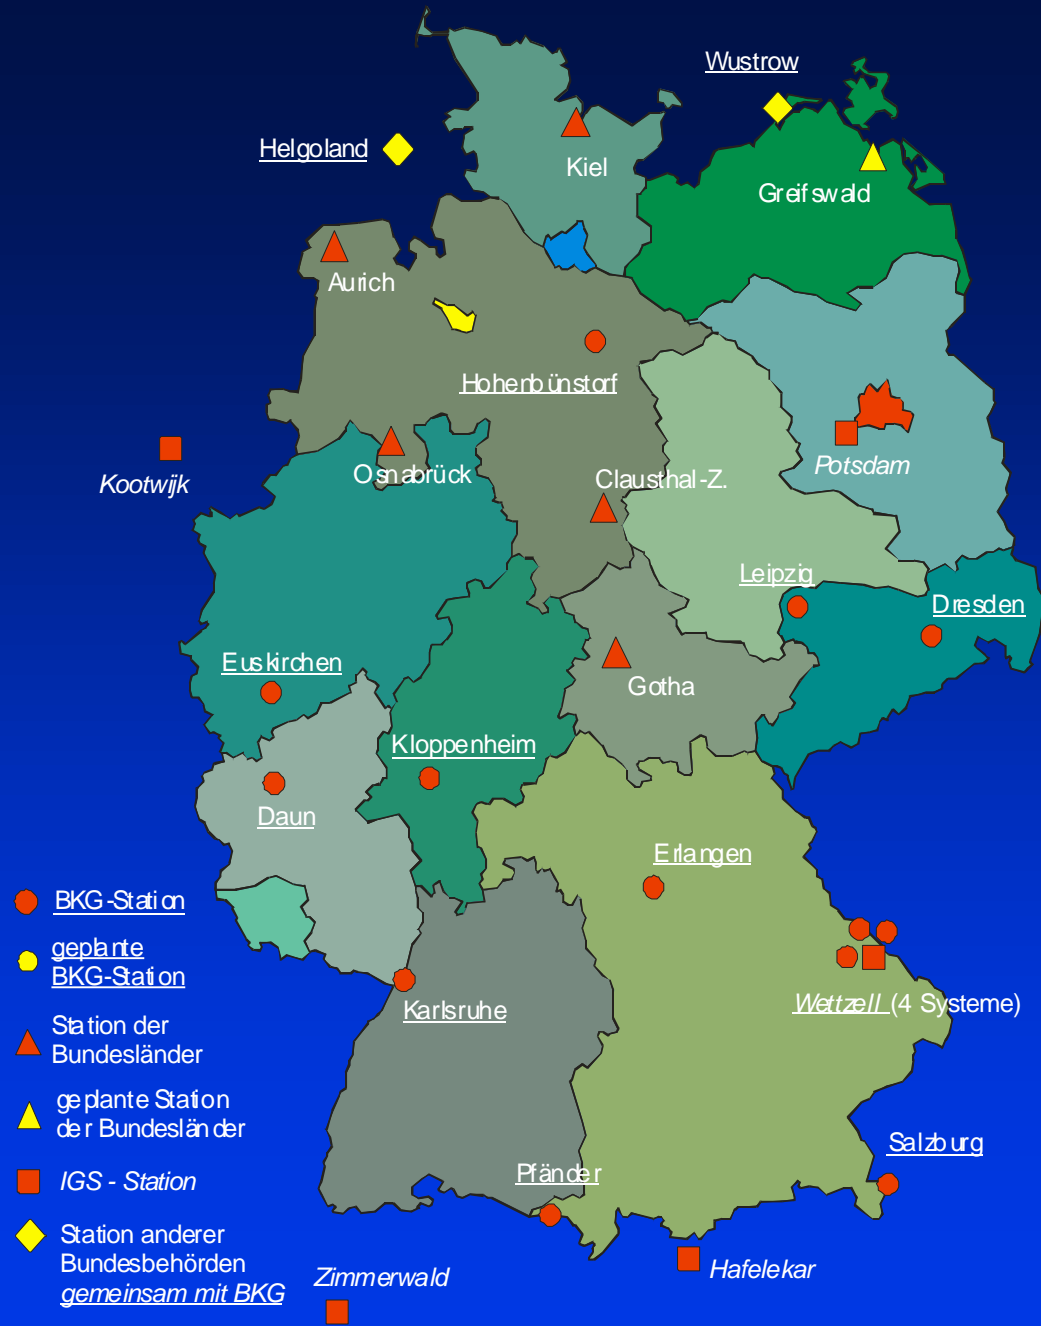 Wustrow
Helgoland
Kiel
Greifswald
Aurich
Hohenbünstorf
Kootwijk
Osnabrück
Clausthal-Z.
Potsdam
Leipzig
Dresden
Euskirchen
Gotha
Kloppenheim
Daun
Erlangen
Karlsruhe
Wettzell (4 Systeme)
Salzburg
Pfänder
Hafelekar
Zimmerwald
BKG-Station
geplante
BKG-Station
Station der
Bundesländer
geplante Station
der Bundesländer
IGS - Station
Station anderer
Bundesbehörden
gemeinsam mit BKG